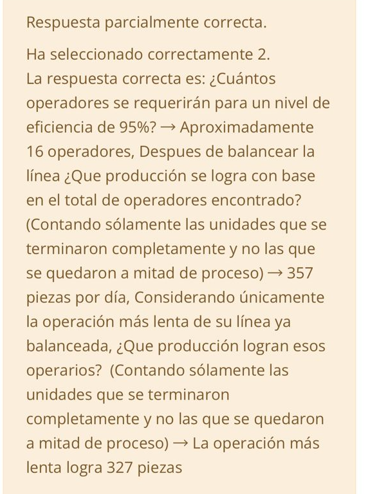 Respuesta parcialmente correcta.
Ha seleccionado correctamente 2.
La respuesta correcta es: ¿Cuántos
operadores se requerirán para un nivel de
eficiencia de 95%? → Aproximadamente
16 operadores, Despues de balancear la
línea ¿Que producción se logra con base
en el total de operadores encontrado?
(Contando sólamente las unidades que se
terminaron completamente y no las que
se quedaron a mitad de proceso) → 357
piezas por día, Considerando únicamente
la operación más lenta de su línea ya
balanceada, ¿Que producción logran esos
operarios?  (Contando sólamente las
unidades que se terminaron
completamente y no las que se quedaron
a mitad de proceso) → La operación más
lenta logra 327 piezas